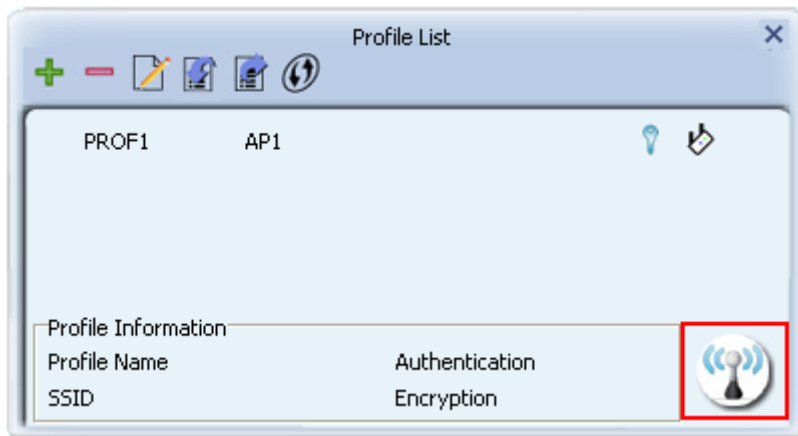 Profile List
PROF1 AP1
Profile Information
Profile Name Authentication
SSID Encryption